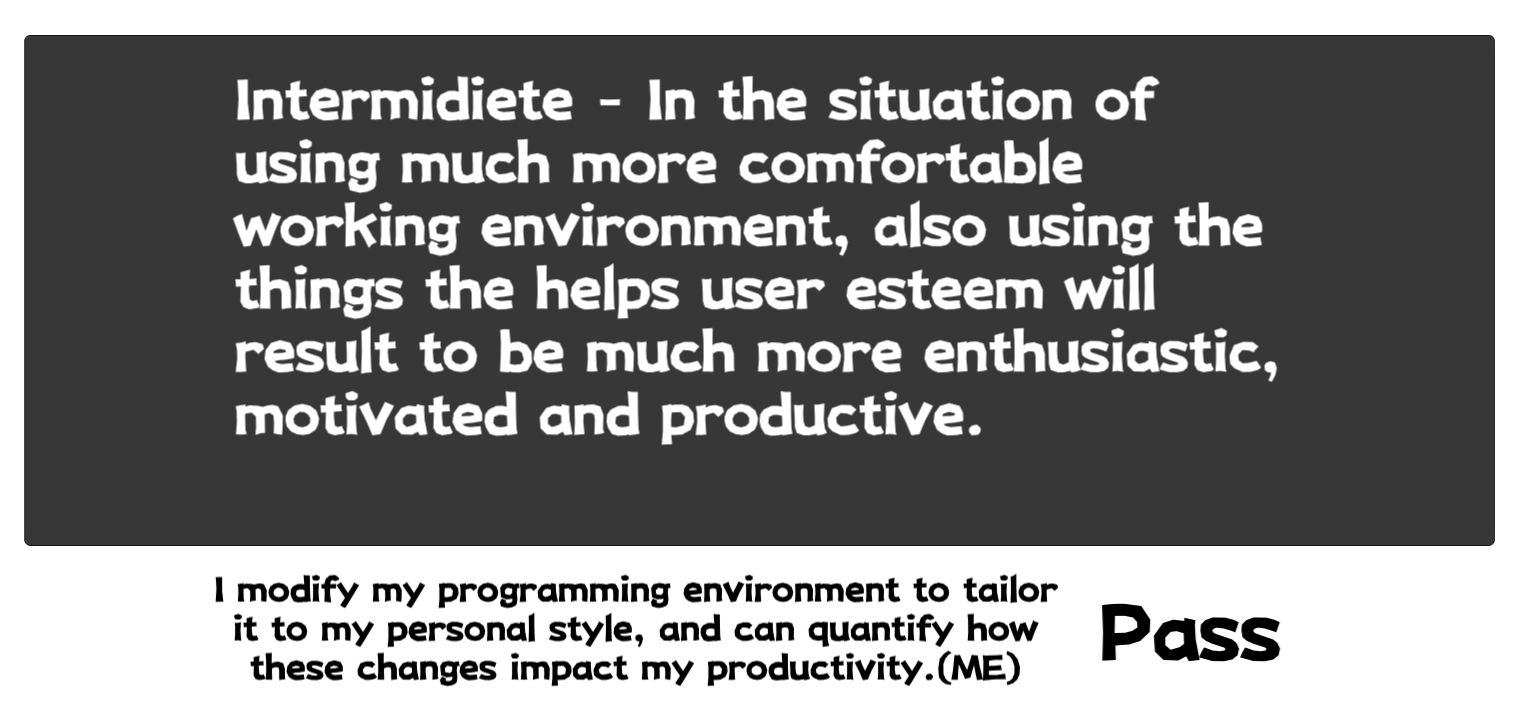 Intermidiete - In the situation of
using much more comfortable
working environment, also using the
things the helps user esteem will
result to be much more enthusiastic,
motivated and productive.
I modify my programming environment to tailor
it to my personal style, and can quantify how
these changes impact my productivity.(ME)
Pass